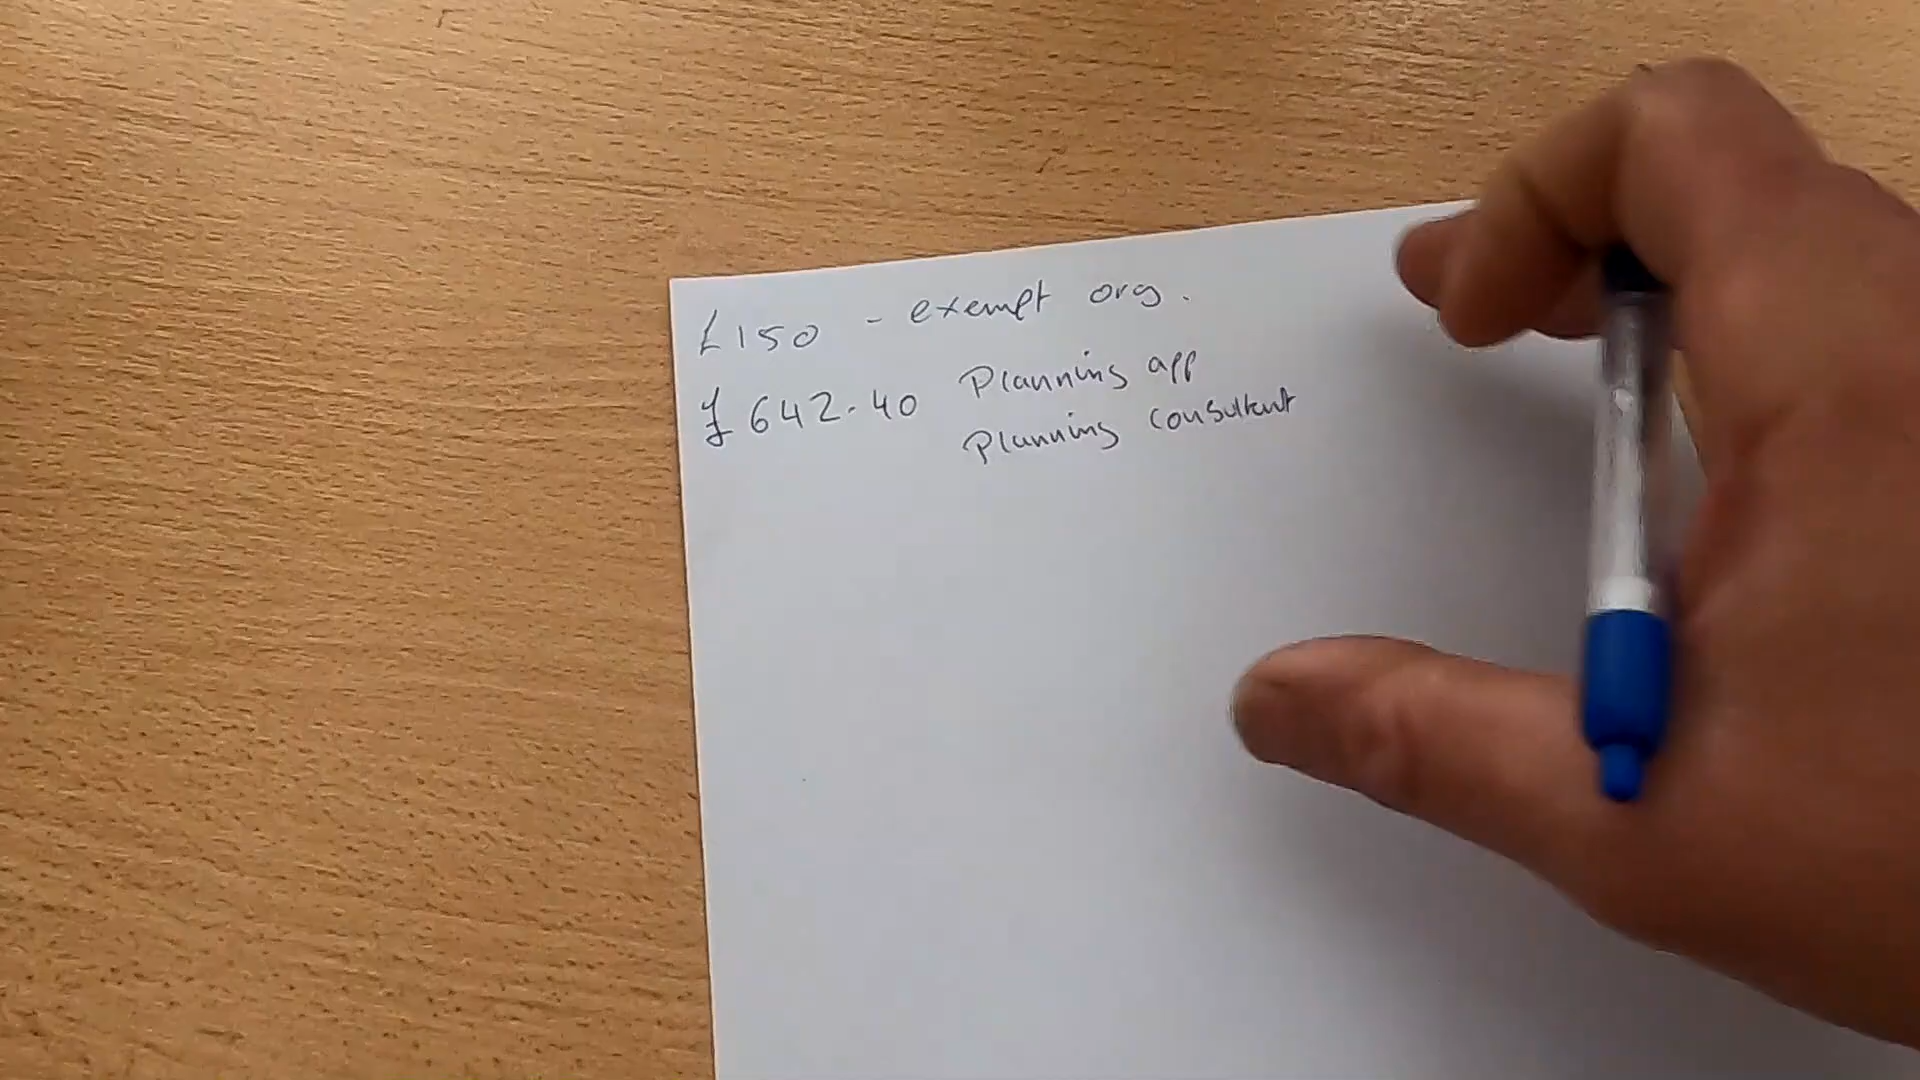 £150 - exempt org.
£642.40 Planning app
Planning consultant